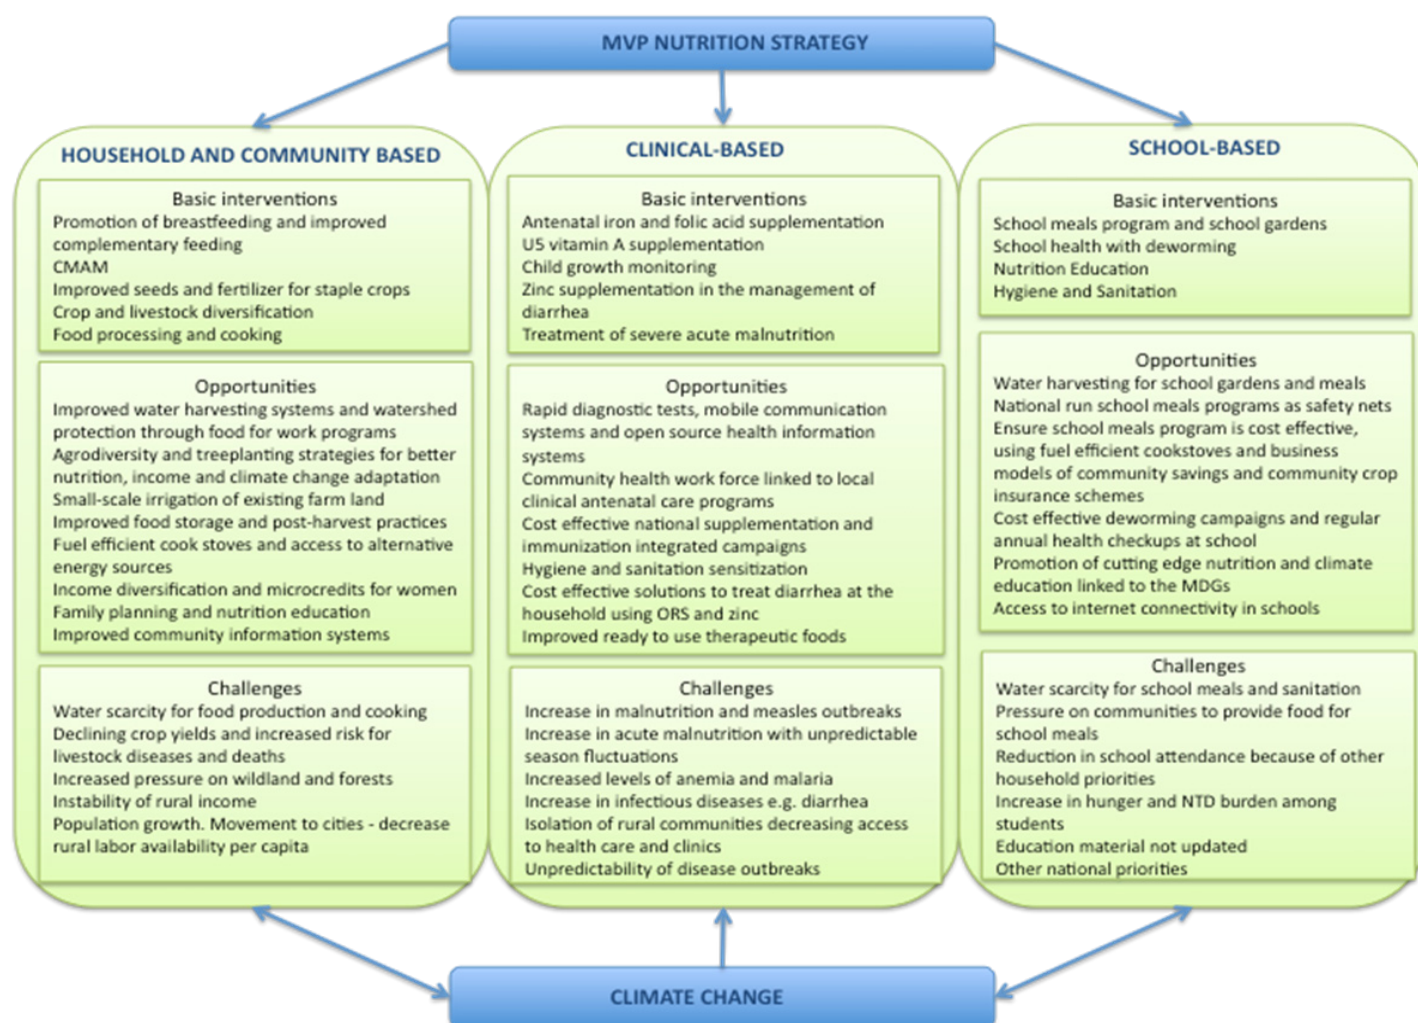 MVP NUTRITION STRATEGY
HOUSEHOLD AND COMMUNITY BASED
Basic interventions
Promotion of breastfeeding and improved
complementary feeding
CMAM
Improved seeds and fertilizer for staple crops
Crop and livestock diversification
Food processing and cooking
Opportunities
Improved water harvesting systems and watershed
protection through food for work programs
Agrodiversity and treeplanting strategies for better
nutrition, income and climate change adaptation
Small-scale irrigation of existing farm land
Improved food storage and post-harvest practices
Fuel efficient cook stoves and access to alternative
energy sources
Income diversification and microcredits for women
Family planning and nutrition education
Improved community information systems
Challenges
Water scarcity for food production and cooking
Declining crop yields and increased risk for
livestock diseases and deaths
Increased pressure on wildland and forests
Instability of rural income
Population growth. Movement to cities - decrease
rural labor availability per capita
CLINICAL-BASED
Basic interventions
Antenatal iron and folic acid supplementation
U5 vitamin A supplementation
Child growth monitoring
Zinc supplementation in the management of
diarrhea
Treatment of severe acute malnutrition
Opportunities
Rapid diagnostic tests, mobile communication
systems and open source health information
systems
Community health work force linked to local
clinical antenatal care programs
Cost effective national supplementation and
immunization integrated campaigns
Hygiene and sanitation sensitization
Cost effective solutions to treat diarrhea at the
household using ORS and zinc
Improved ready to use therapeutic foods
Challenges
Increase in malnutrition and measles outbreaks
Increase in acute malnutrition with unpredictable
season fluctuations
Increased levels of anemia and malaria
Increase in infectious diseases e.g. diarrhea
Isolation of rural communities decreasing access
to health care and clinics
Unpredictability of disease outbreaks
SCHOOL-BASED
Basic interventions
School meals program and school gardens
School health with deworming
Nutrition Education
Hygiene and Sanitation
Opportunities
Water harvesting for school gardens and meals
National run school meals programs as safety nets
Ensure school meals program is cost effective,
using fuel efficient cookstoves and business
models of community savings and community crop
insurance schemes
Cost effective deworming campaigns and regular
annual health checkups at school
Promotion of cutting edge nutrition and climate
education linked to the MDGs
Access to internet connectivity in schools
Challenges
Water scarcity for school meals and sanitation
Pressure on communities to provide food for
school meals
Reduction in school attendance because of other
household priorities
Increase in hunger and NTD burden among
students
Education material not updated
Other national priorities
CLIMATE CHANGE